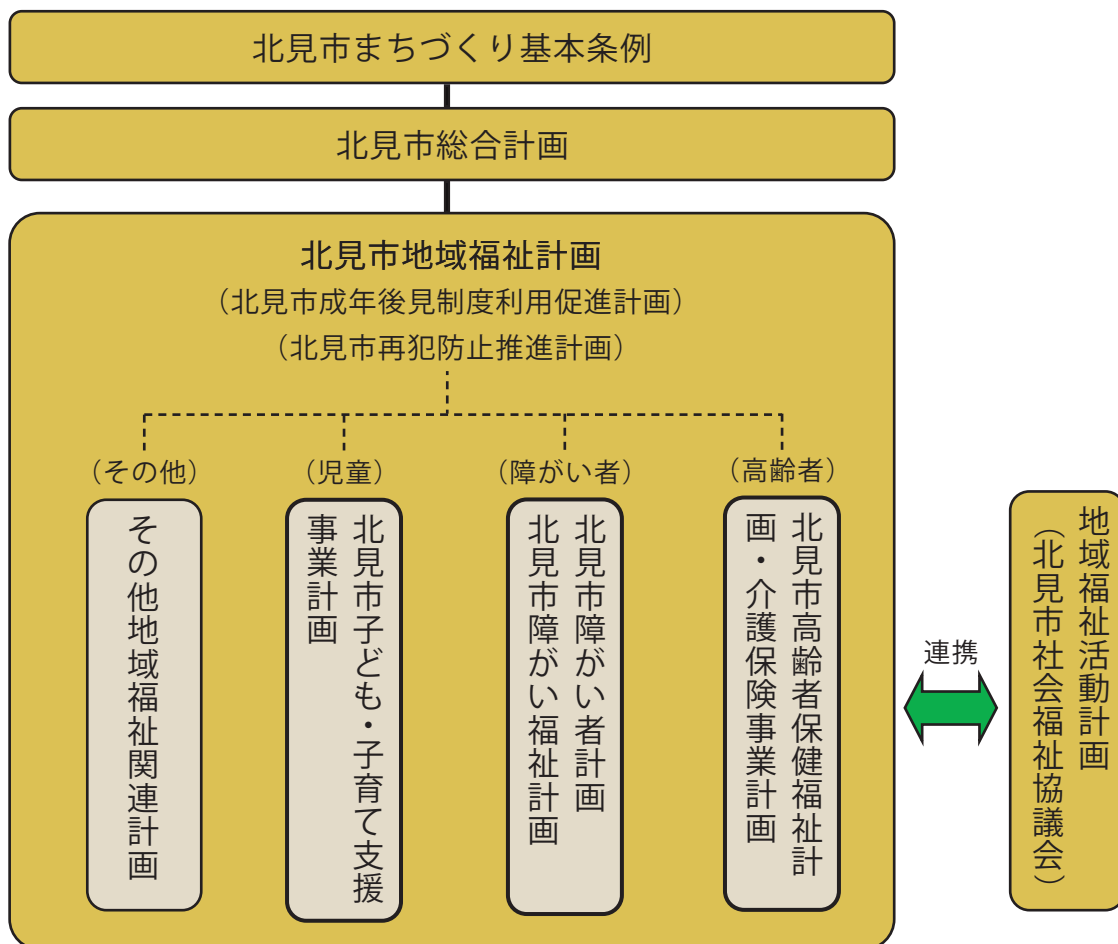 北見市まちづくり基本条例
北見市総合計画
北見市地域福祉計画
（北見市成年後見制度利用促進計画）
（北見市再犯防止推進計画）
（その他）
その他地域福祉関連計画
（児童）
北見市子ども・子育て支援
事業計画
（障がい者）
北見市障がい者計画
北見市障がい福祉計画
（高齢者）
北見市高齢者保健福祉計
画・介護保険事業計画
連携
地域福祉活動計画
（北見市社会福祉協議会）